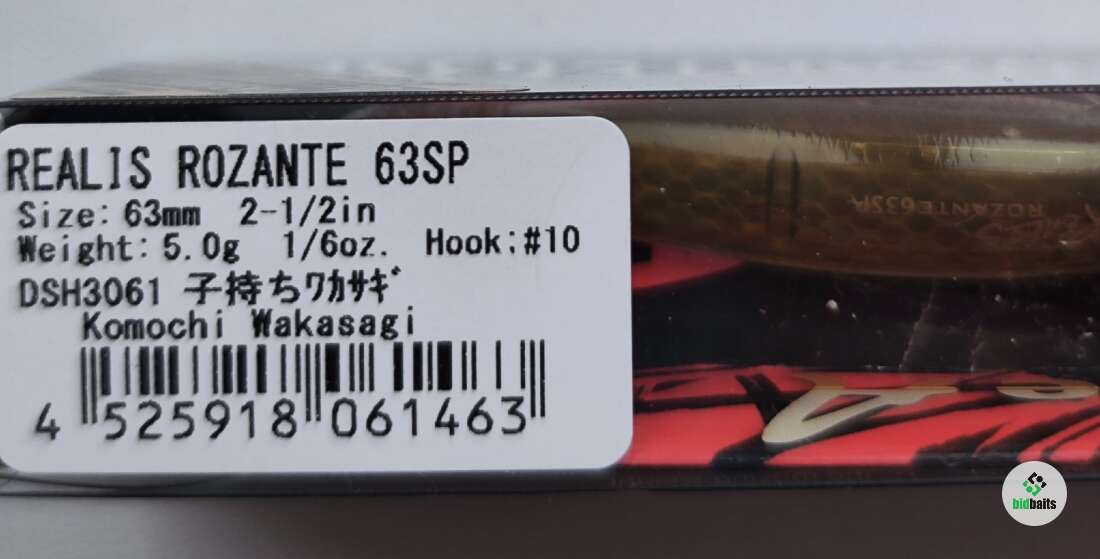 REALIS ROZANTE 63SP
Size: 63mm 2-1/2in
Weight: 5.0g 1/6oz. Hook;#10
DSH3061 子持ちﾜｶｻｷﾞ
Komochi Wakasagi
4 525918 061463
ROZANTE63SP
bidbaits